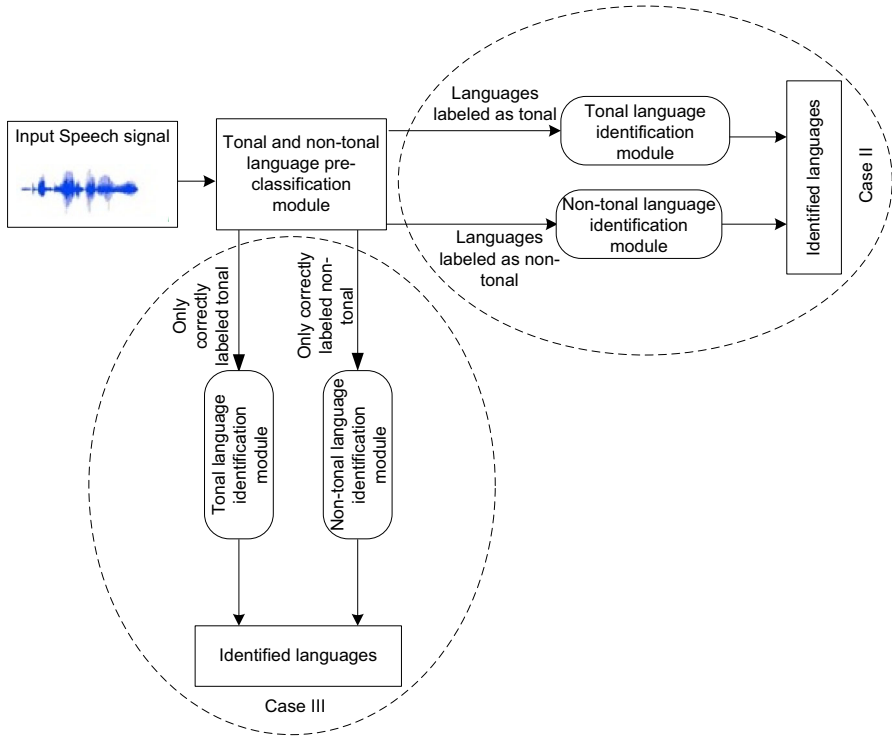 Input Speech signal
Tonal and non-tonal
language pre-
classification
module
Languages
labeled as tonal
Tonal language
identification
module
Languages
labeled as non-
tonal
Non-tonal language
identification
module
Identified languages
Case II
Only
correctly
labeled tonal
Only correctly
labeled non-
tonal
Tonal language
identification
module
Non-tonal language
identification
module
Identified languages
Case III